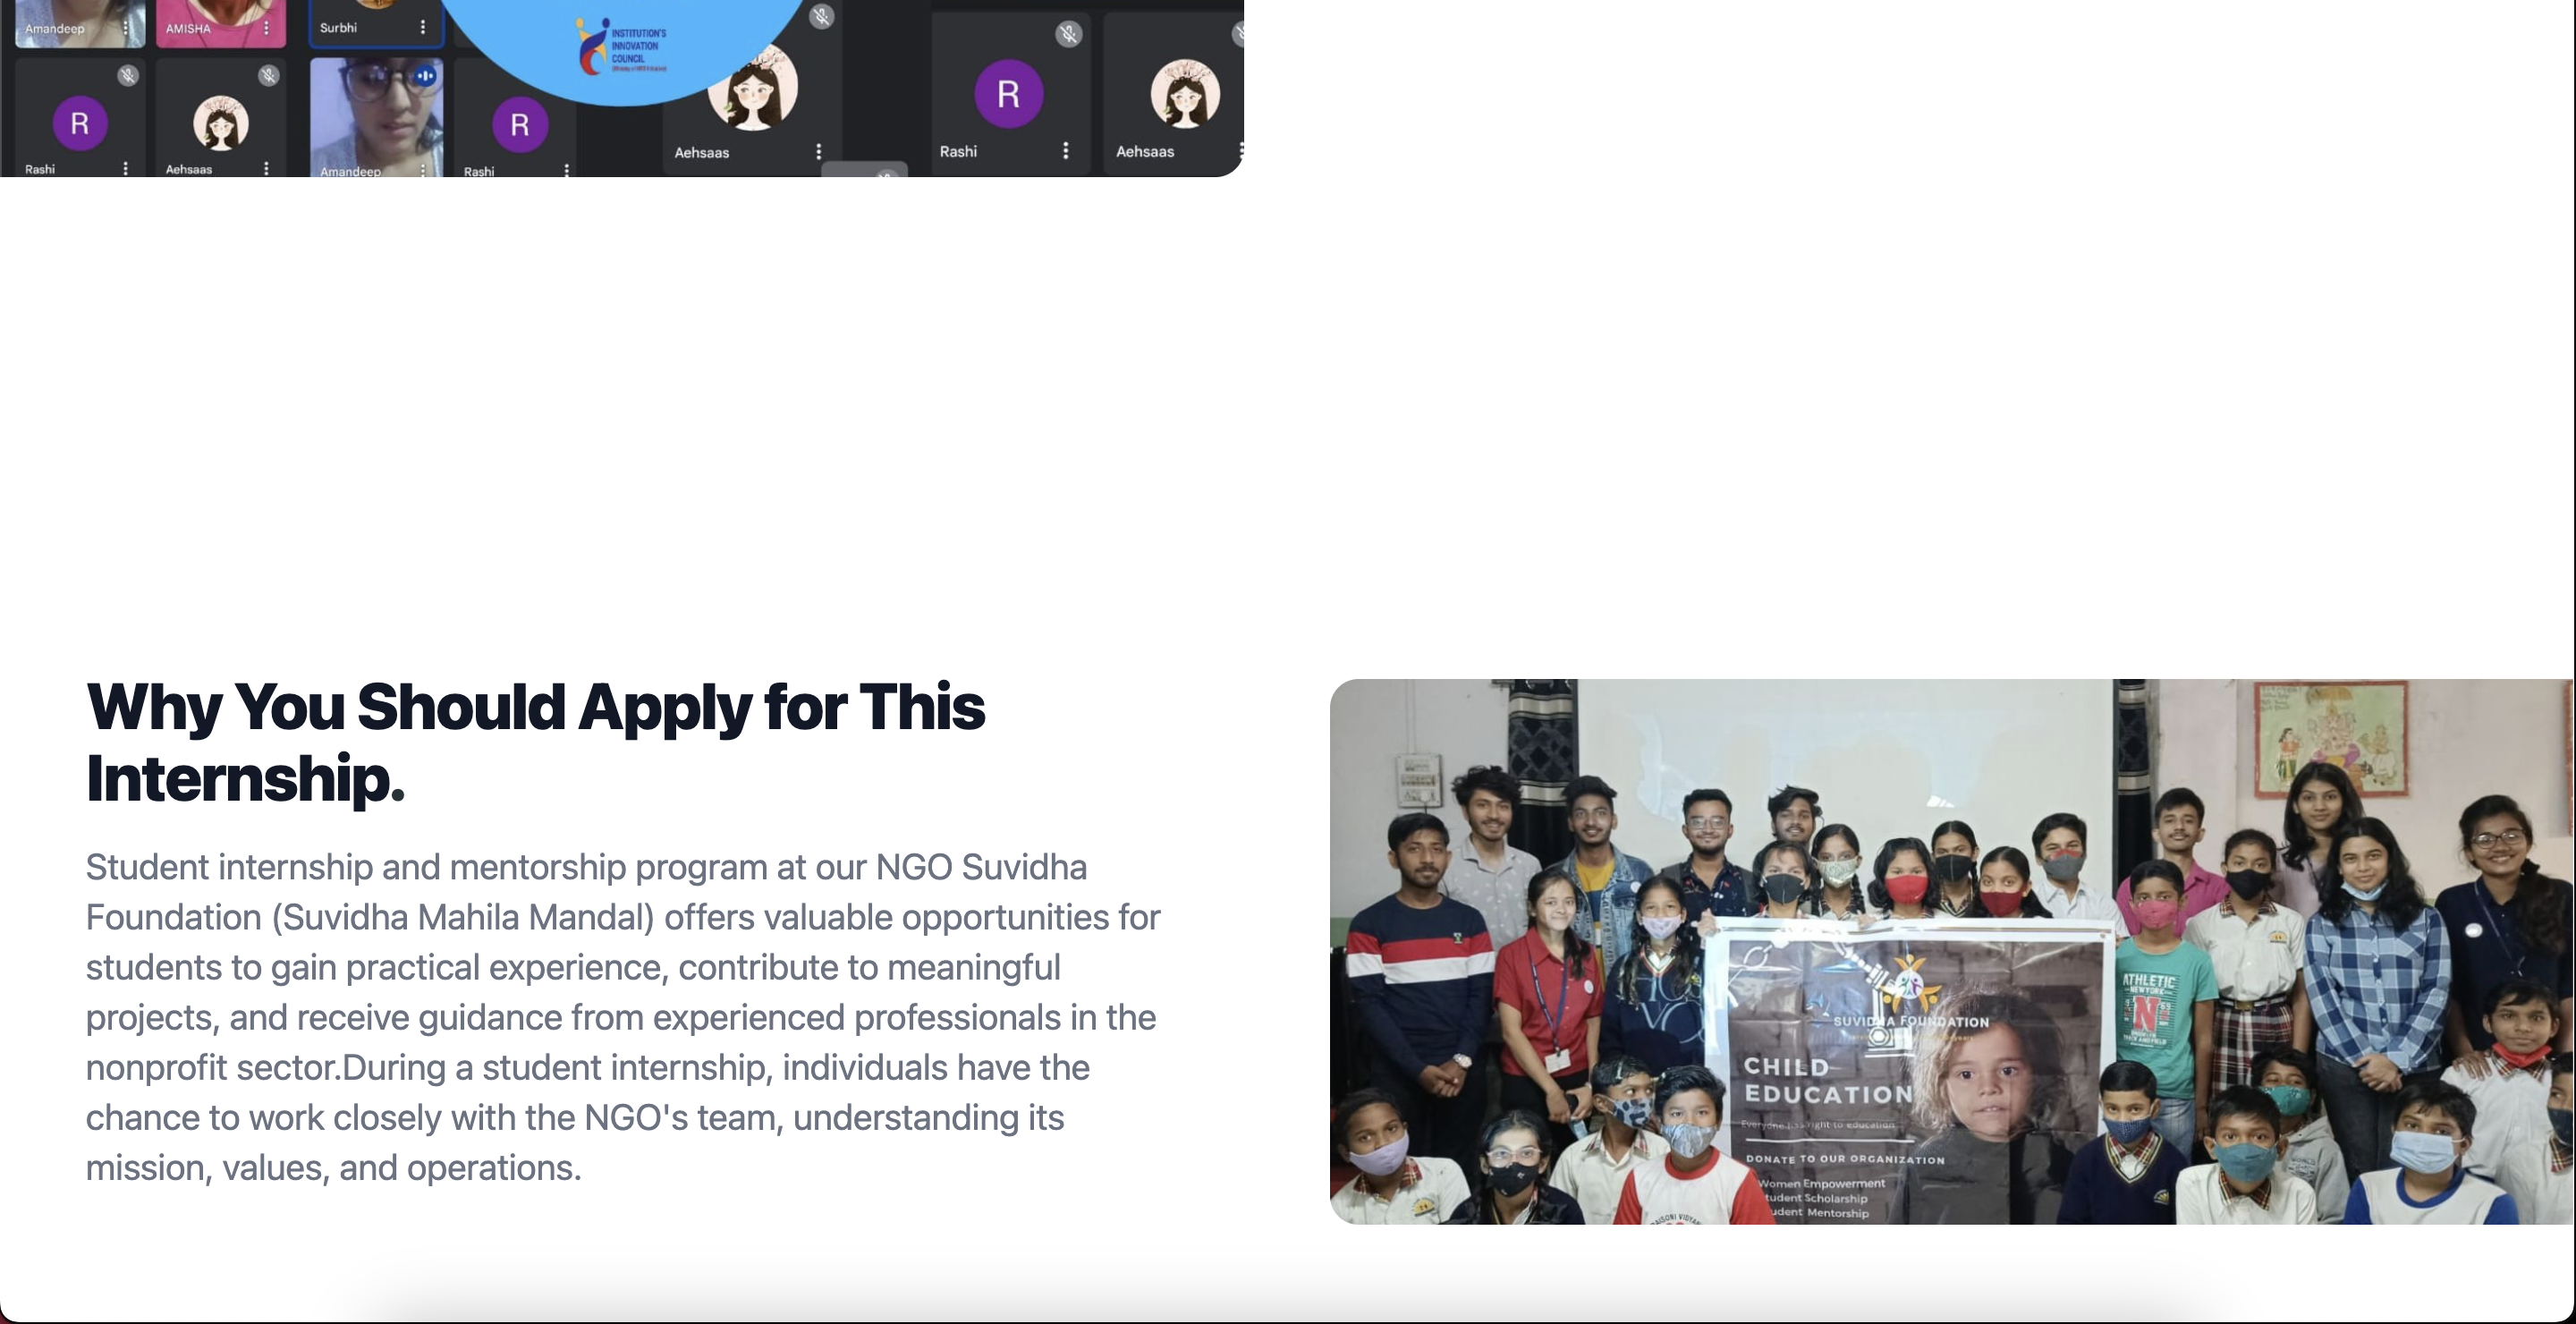 Amandeep
AMISHA
Surbhi
INSTITUTION'S
INNOVATION
COUNCIL
R
Rashi
Aehsaas
Amandeep
R
Rashi
Aehsaas
R
Rashi
Aehsaas
Why You Should Apply for This
Internship.
Student internship and mentorship program at our NGO Suvidha
Foundation (Suvidha Mahila Mandal) offers valuable opportunities for
students to gain practical experience, contribute to meaningful
projects, and receive guidance from experienced professionals in the
nonprofit sector.During a student internship, individuals have the
chance to work closely with the NGO's team, understanding its
mission, values, and operations.
SUVIDHA FOUNDATION
CHILD
EDUCATION
Everyone has right to education
DONATE TO OUR ORGANIZATION
Women Empowerment
tudent Scholarship
udent Mentorship
ATHLETIC
NEW YORK
N